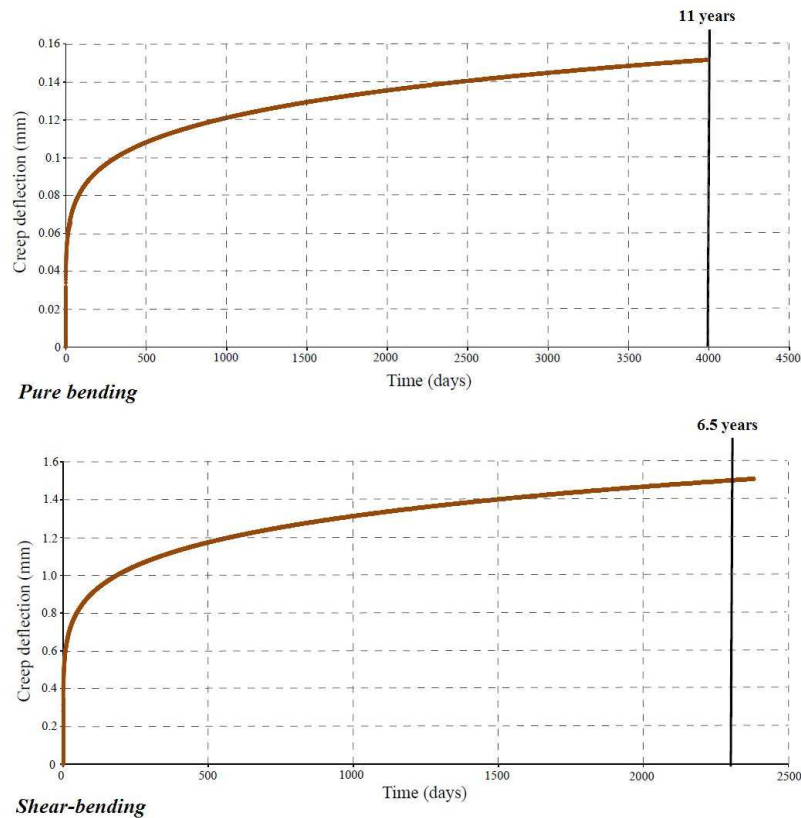 11 years
0.16
0.14
0.12
0.1
0.08
0.06
0.04
0.02
0
Creep deflection (mm)
0 500 1000 1500 2000 2500 3000 3500 4000 4500
Time (days)
Pure bending
6.5 years
1.6
1.4
1.2
1.0
0.8
0.6
0.4
0.2
0
Creep deflection (mm)
0 500 1000 1500 2000 2500
Time (days)
Shear-bending